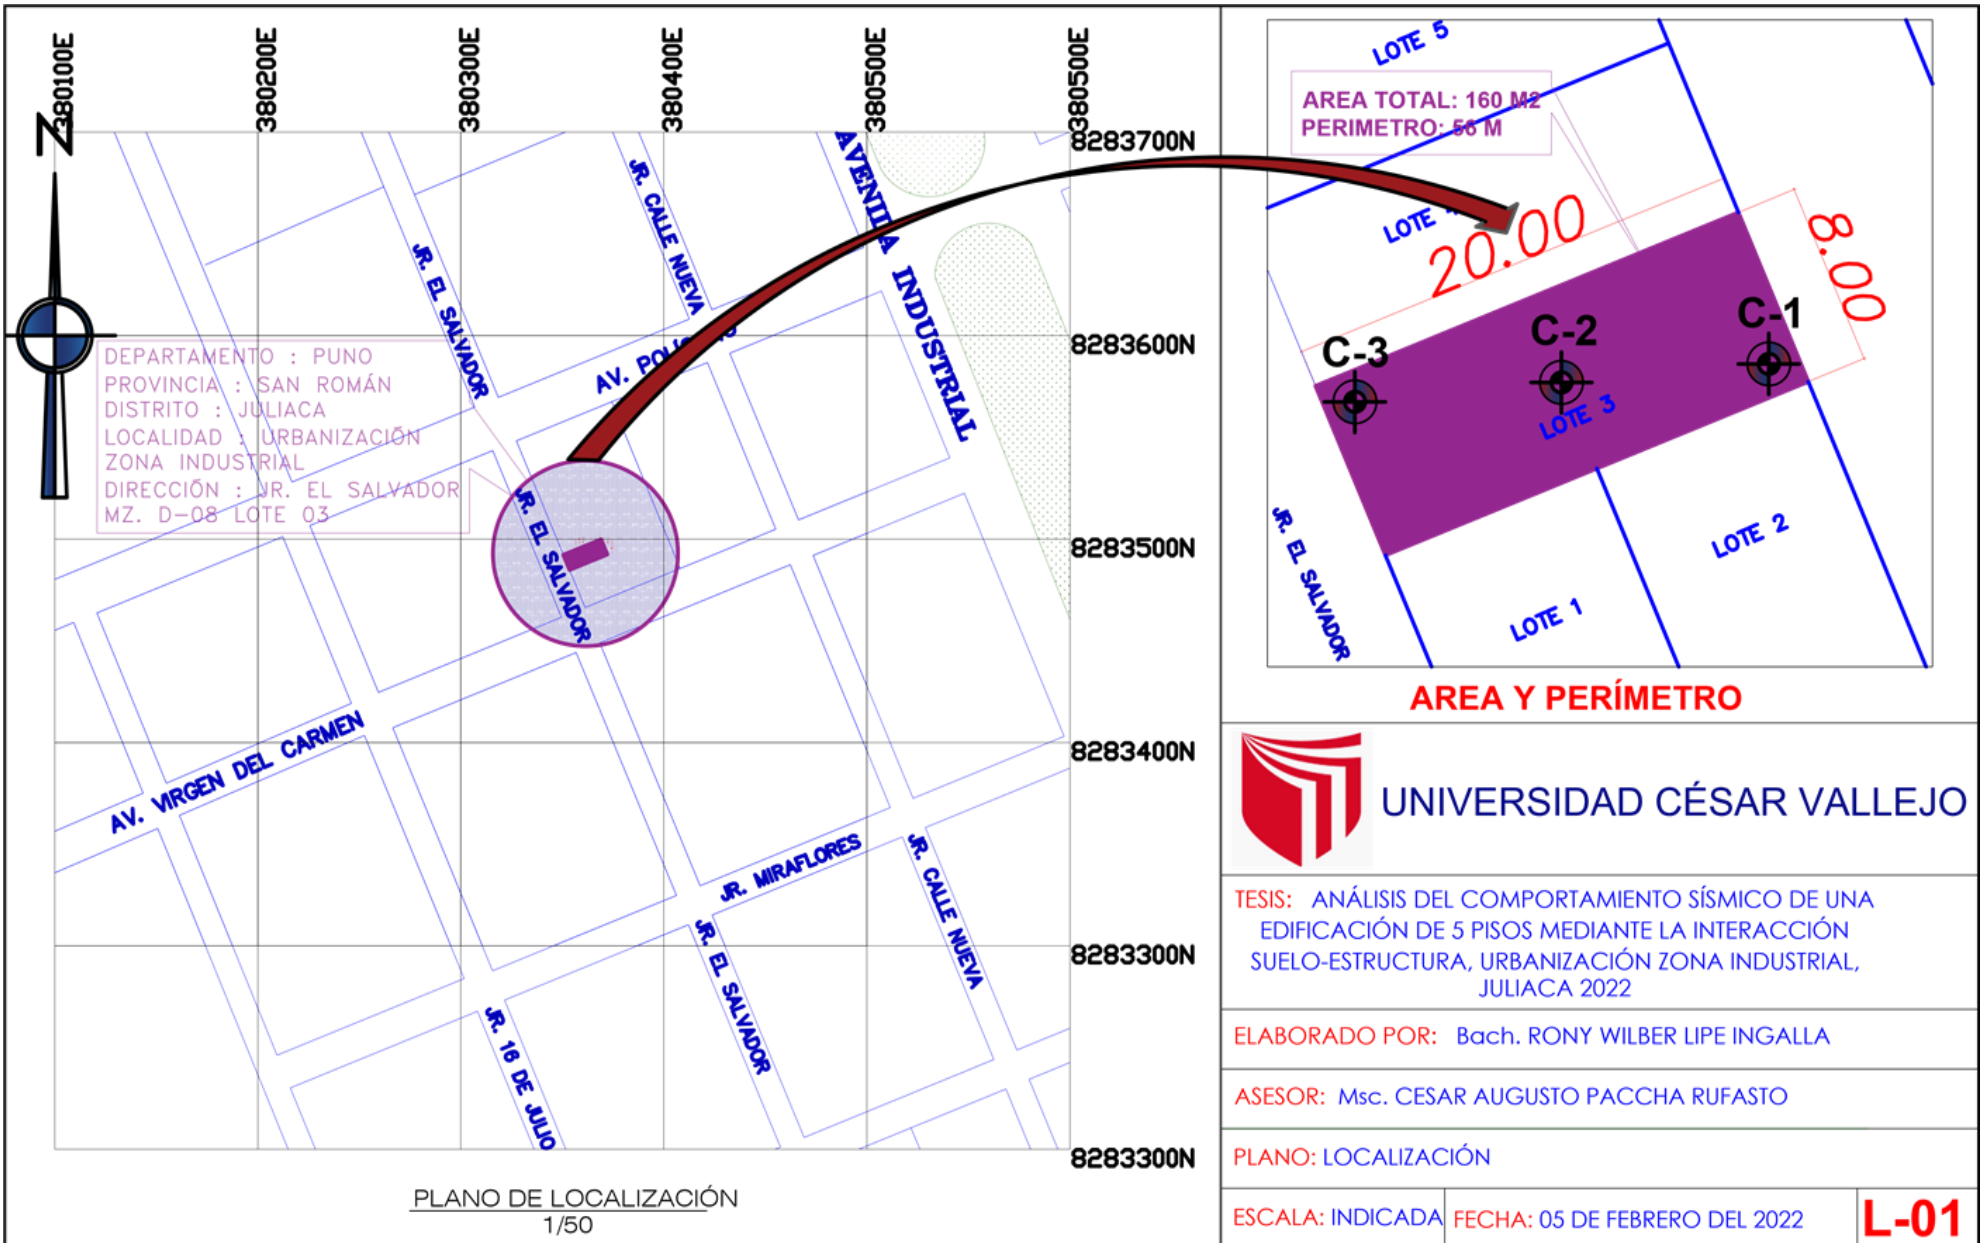 380100E
380200E
380300E
380400E
380500E
380500E
8283700N
8283600N
8283500N
8283400N
8283300N
8283300N
N
JR. CALLE NUEVA
AVENIDA INDUSTRIAL
JR. EL SALVADOR
DEPARTAMENTO : PUNO
PROVINCIA : SAN ROMÁN
DISTRITO : JULIACA
LOCALIDAD : URBANIZACIÓN
ZONA INDUSTRIAL
DIRECCIÓN : JR. EL SALVADOR
MZ. D-08 LOTE 03
JR. EL SALVADOR
AV. VIRGEN DEL CARMEN
JR. MIRAFLORES
JR. CALLE NUEVA
JR. EL SALVADOR
JR. 16 DE JULIO
PLANO DE LOCALIZACIÓN
1/50
LOTE 5
AREA TOTAL: 160 M2
PERIMETRO: 56 M
LOTE
20.00
8.00
C-1
C-2
C-3
LOTE 3
LOTE 2
LOTE 1
JR. EL SALVADOR
AREA Y PERÍMETRO
UNIVERSIDAD CÉSAR VALLEJO
TESIS: ANÁLISIS DEL COMPORTAMIENTO SÍSMICO DE UNA
EDIFICACIÓN DE 5 PISOS MEDIANTE LA INTERACCIÓN
SUELO-ESTRUCTURA, URBANIZACIÓN ZONA INDUSTRIAL,
JULIACA 2022
ELABORADO POR: Bach. RONY WILBER LIPE INGALLA
ASESOR: Msc. CESAR AUGUSTO PACCHA RUFASTO
PLANO: LOCALIZACIÓN
ESCALA: INDICADA
FECHA: 05 DE FEBRERO DEL 2022
L-01